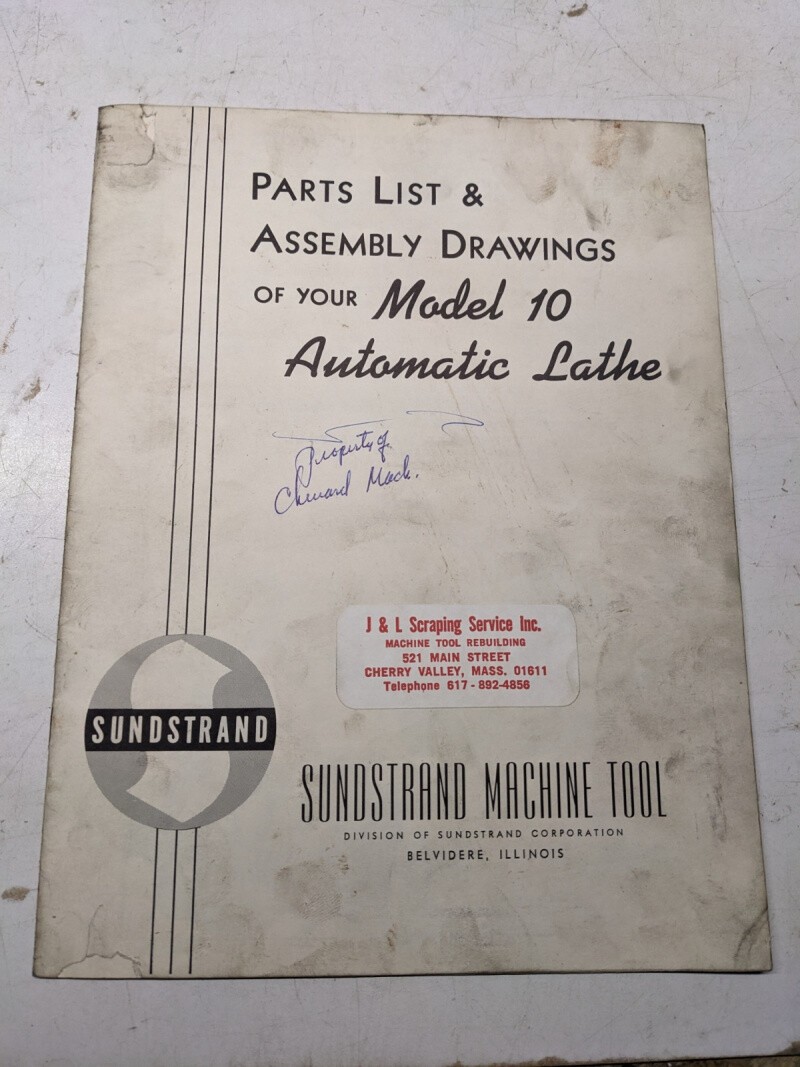 PARTS LIST &
ASSEMBLY DRAWINGS
OF YOUR Model 10
Automatic Lathe
Property of
Mach.
J & L Scraping Service Inc.
MACHINE TOOL REBUILDING
521 MAIN STREET
CHERRY VALLEY, MASS. 01611
Telephone 617-892-4856
SUNDSTRAND
SUNDSTRAND MACHINE TOOL
DIVISION OF SUNDSTRAND CORPORATION
BELVIDERE, ILLINOIS